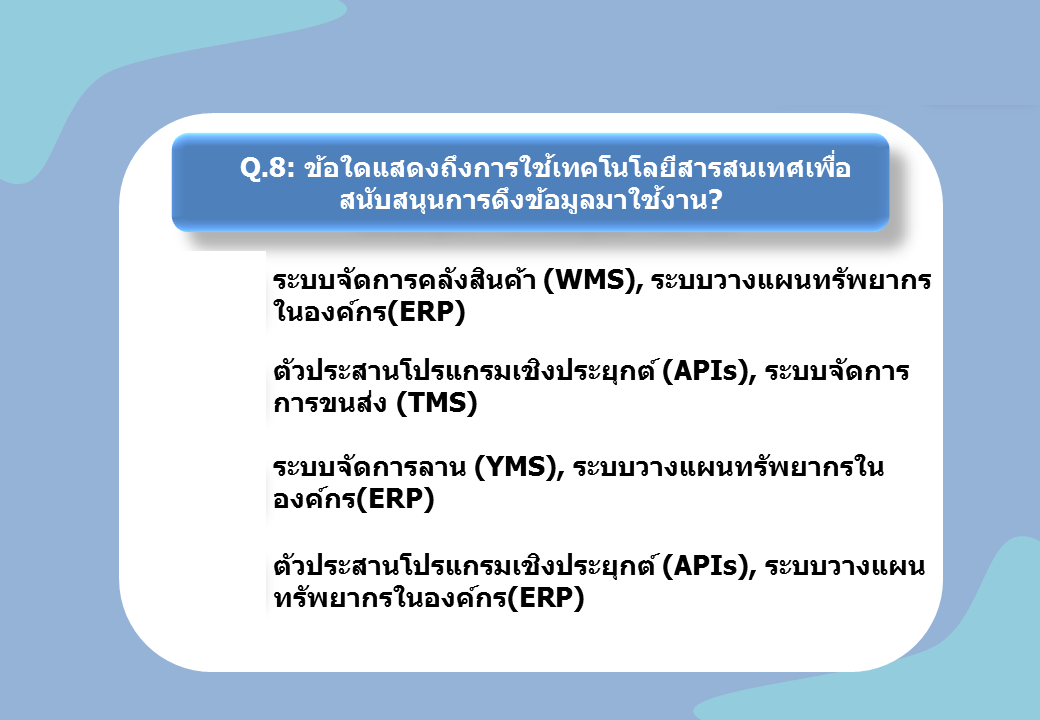 Q.8: ข้อใดแสดงถึงการใช้เทคโนโลยีสารสนเทศเพื่อ
สนับสนุนการดึงข้อมูลมาใช้งาน?
ระบบจัดการคลังสินค้า (WMS), ระบบวางแผนทรัพยากร
ในองค์กร(ERP)
ตัวประสานโปรแกรมเชิงประยุกต์ (APIs), ระบบจัดการ
การขนส่ง (TMS)
ระบบจัดการลาน (YMS), ระบบวางแผนทรัพยากรใน
องค์กร(ERP)
ตัวประสานโปรแกรมเชิงประยุกต์ (APIs), ระบบวางแผน
ทรัพยากรในองค์กร(ERP)